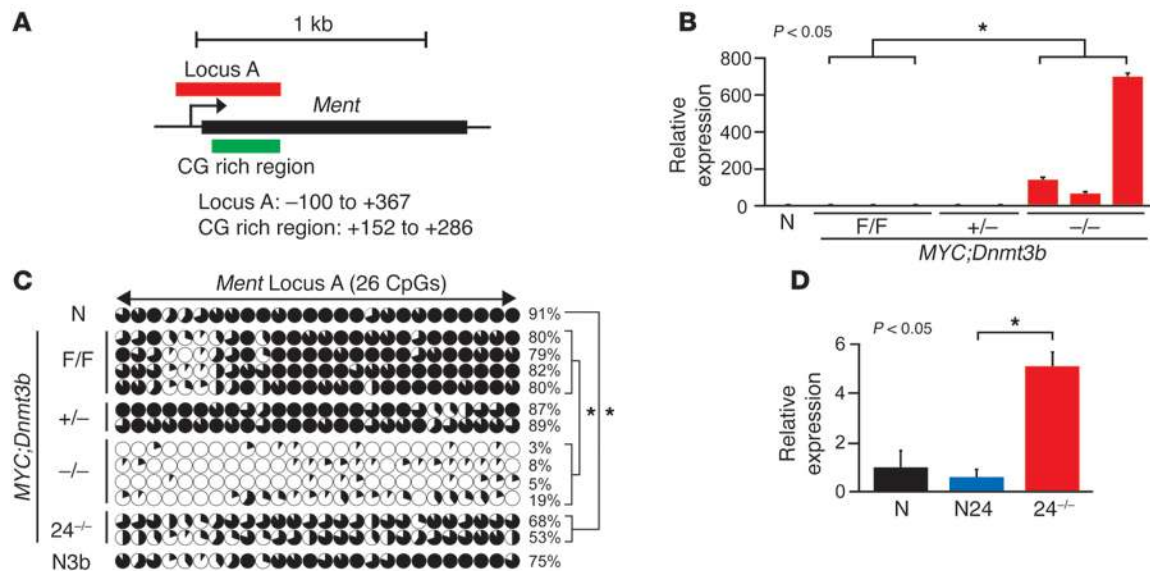 A
1 kb
Locus A
Ment
CG rich region
Locus A: –100 to +367
CG rich region: +152 to +286
B
P < 0.05
*
Relative expression
800
600
400
200
0
N
F/F
+/–
–/–
MYC;Dnmt3b
C
Ment Locus A (26 CpGs)
N
91%
MYC;Dnmt3b
F/F
80%
79%
82%
80%
+/–
87%
89%
–/–
3%
8%
5%
19%
24–/–
68%
53%
N3b
75%
* *
D
P < 0.05
*
Relative expression
6
4
2
0
N
N24
24–/–